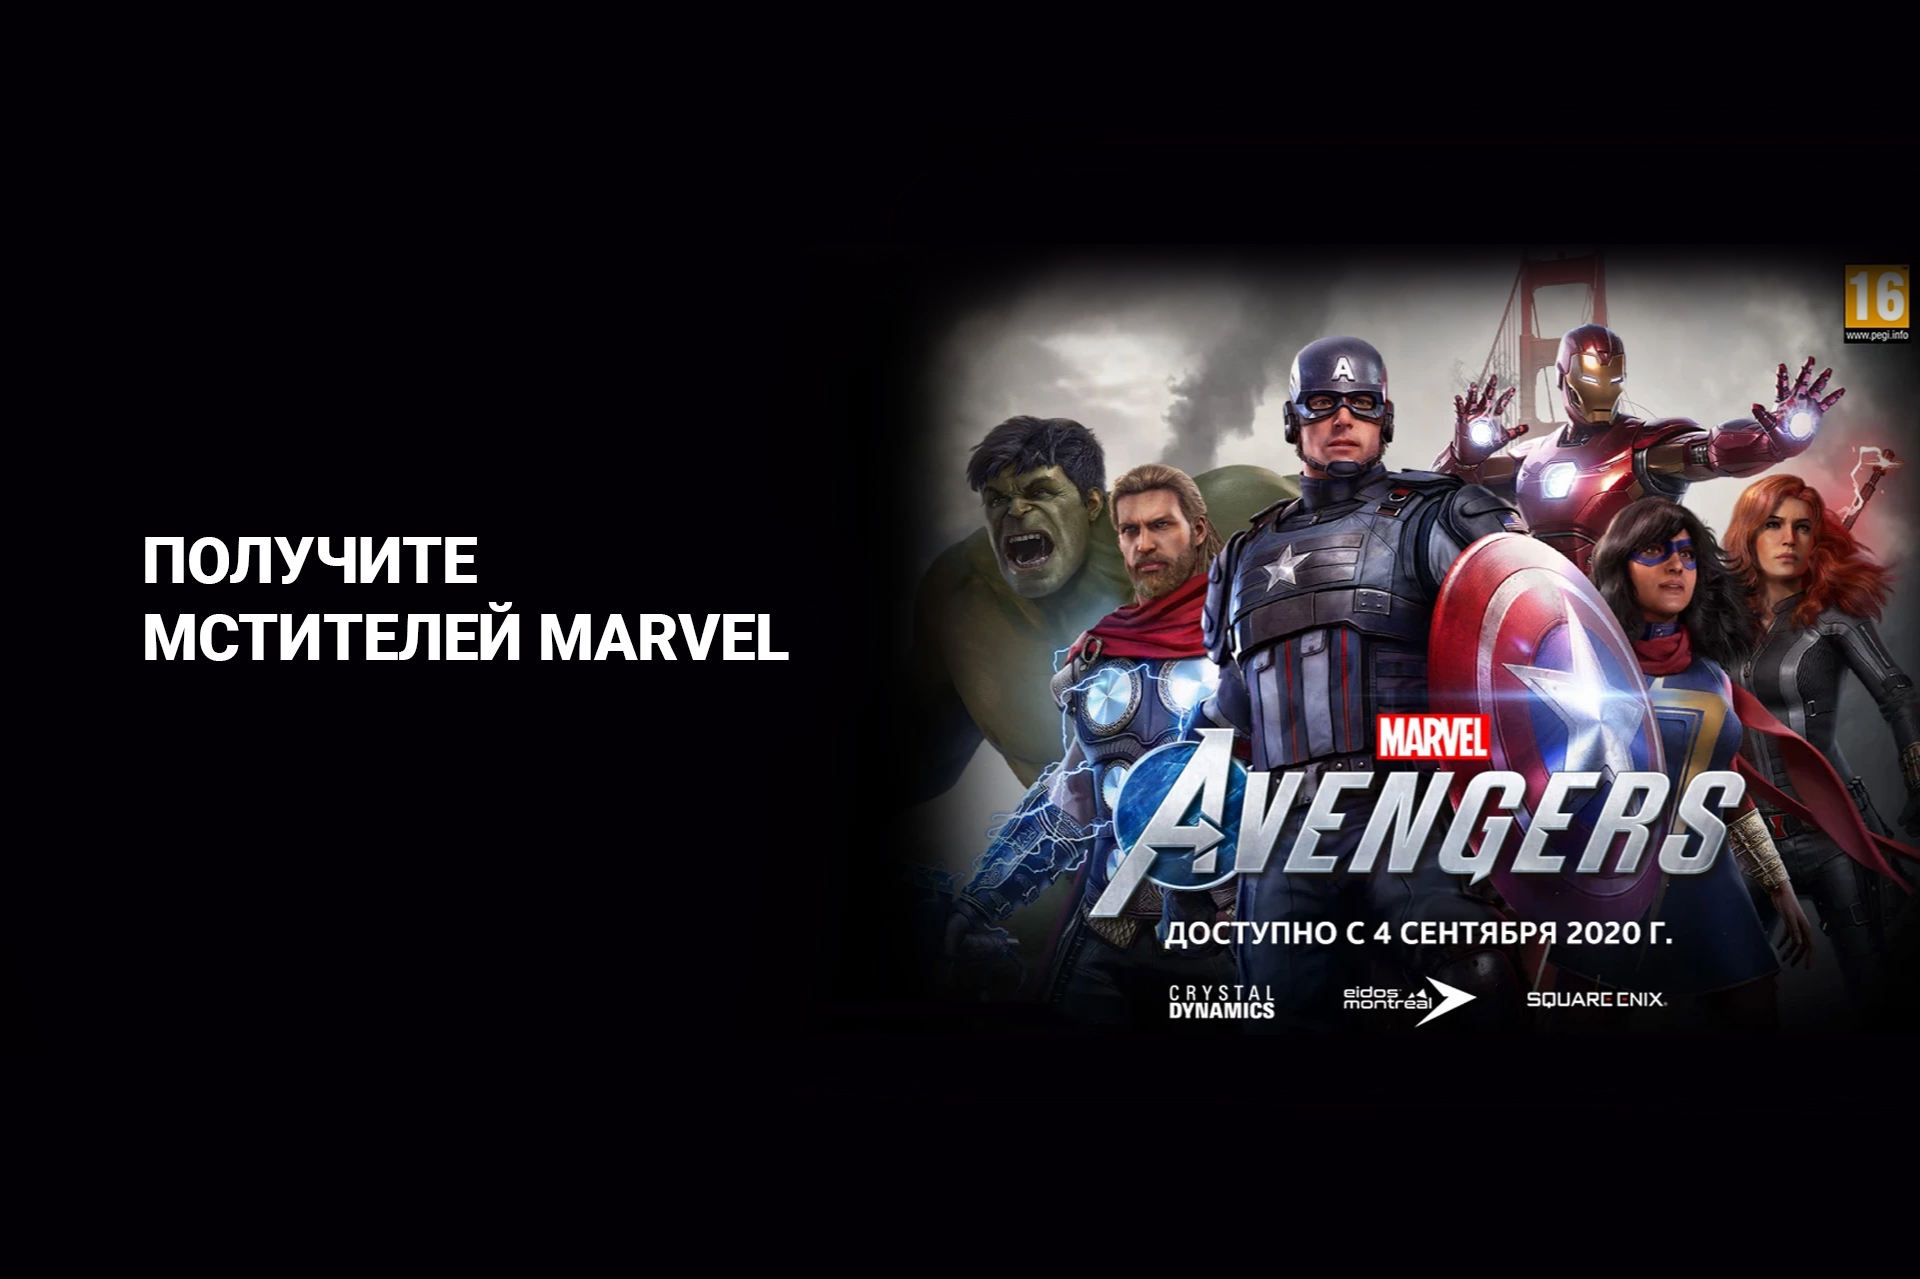 ПОЛУЧИТЕ
МСТИТЕЛЕЙ MARVEL
16
www.pegi.info
A
MARVEL
AVENGERS
ДОСТУПНО С 4 СЕНТЯБРЯ 2020 Г.
CRYSTAL
DYNAMICS
eidos
montréal
SQUARE ENIX®